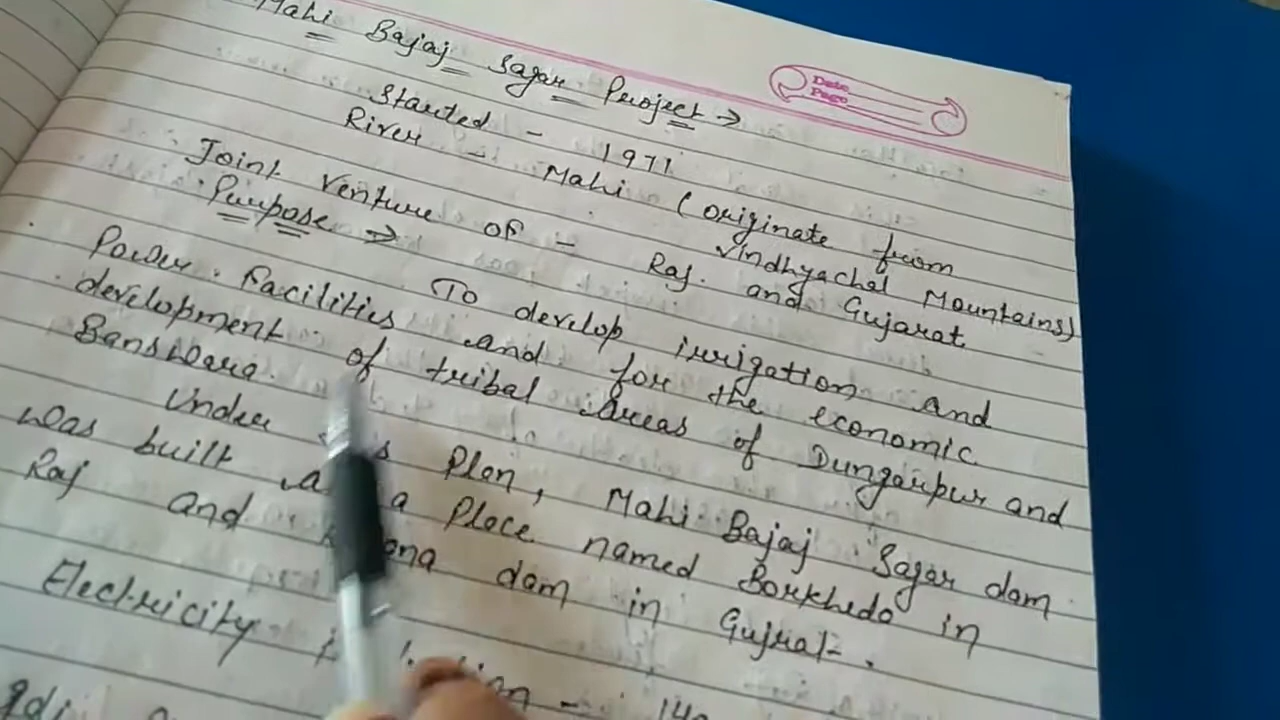 Mahi Bajaj Sagar Project →
Date
Page
Started - 1971
River - Mahi (originate from
Vindhyachal Mountains)
Joint Venture of - Raj. and Gujarat
Purpose → To develop irrigation and
Power Facilities and for the economic
development of tribal Areas of Dungarpur and
Banswara.
Under Plan, Mahi Bajaj Sagar dam
was built a Place named Borkheda in
Raj and dam in Gujrat.
Electricity -